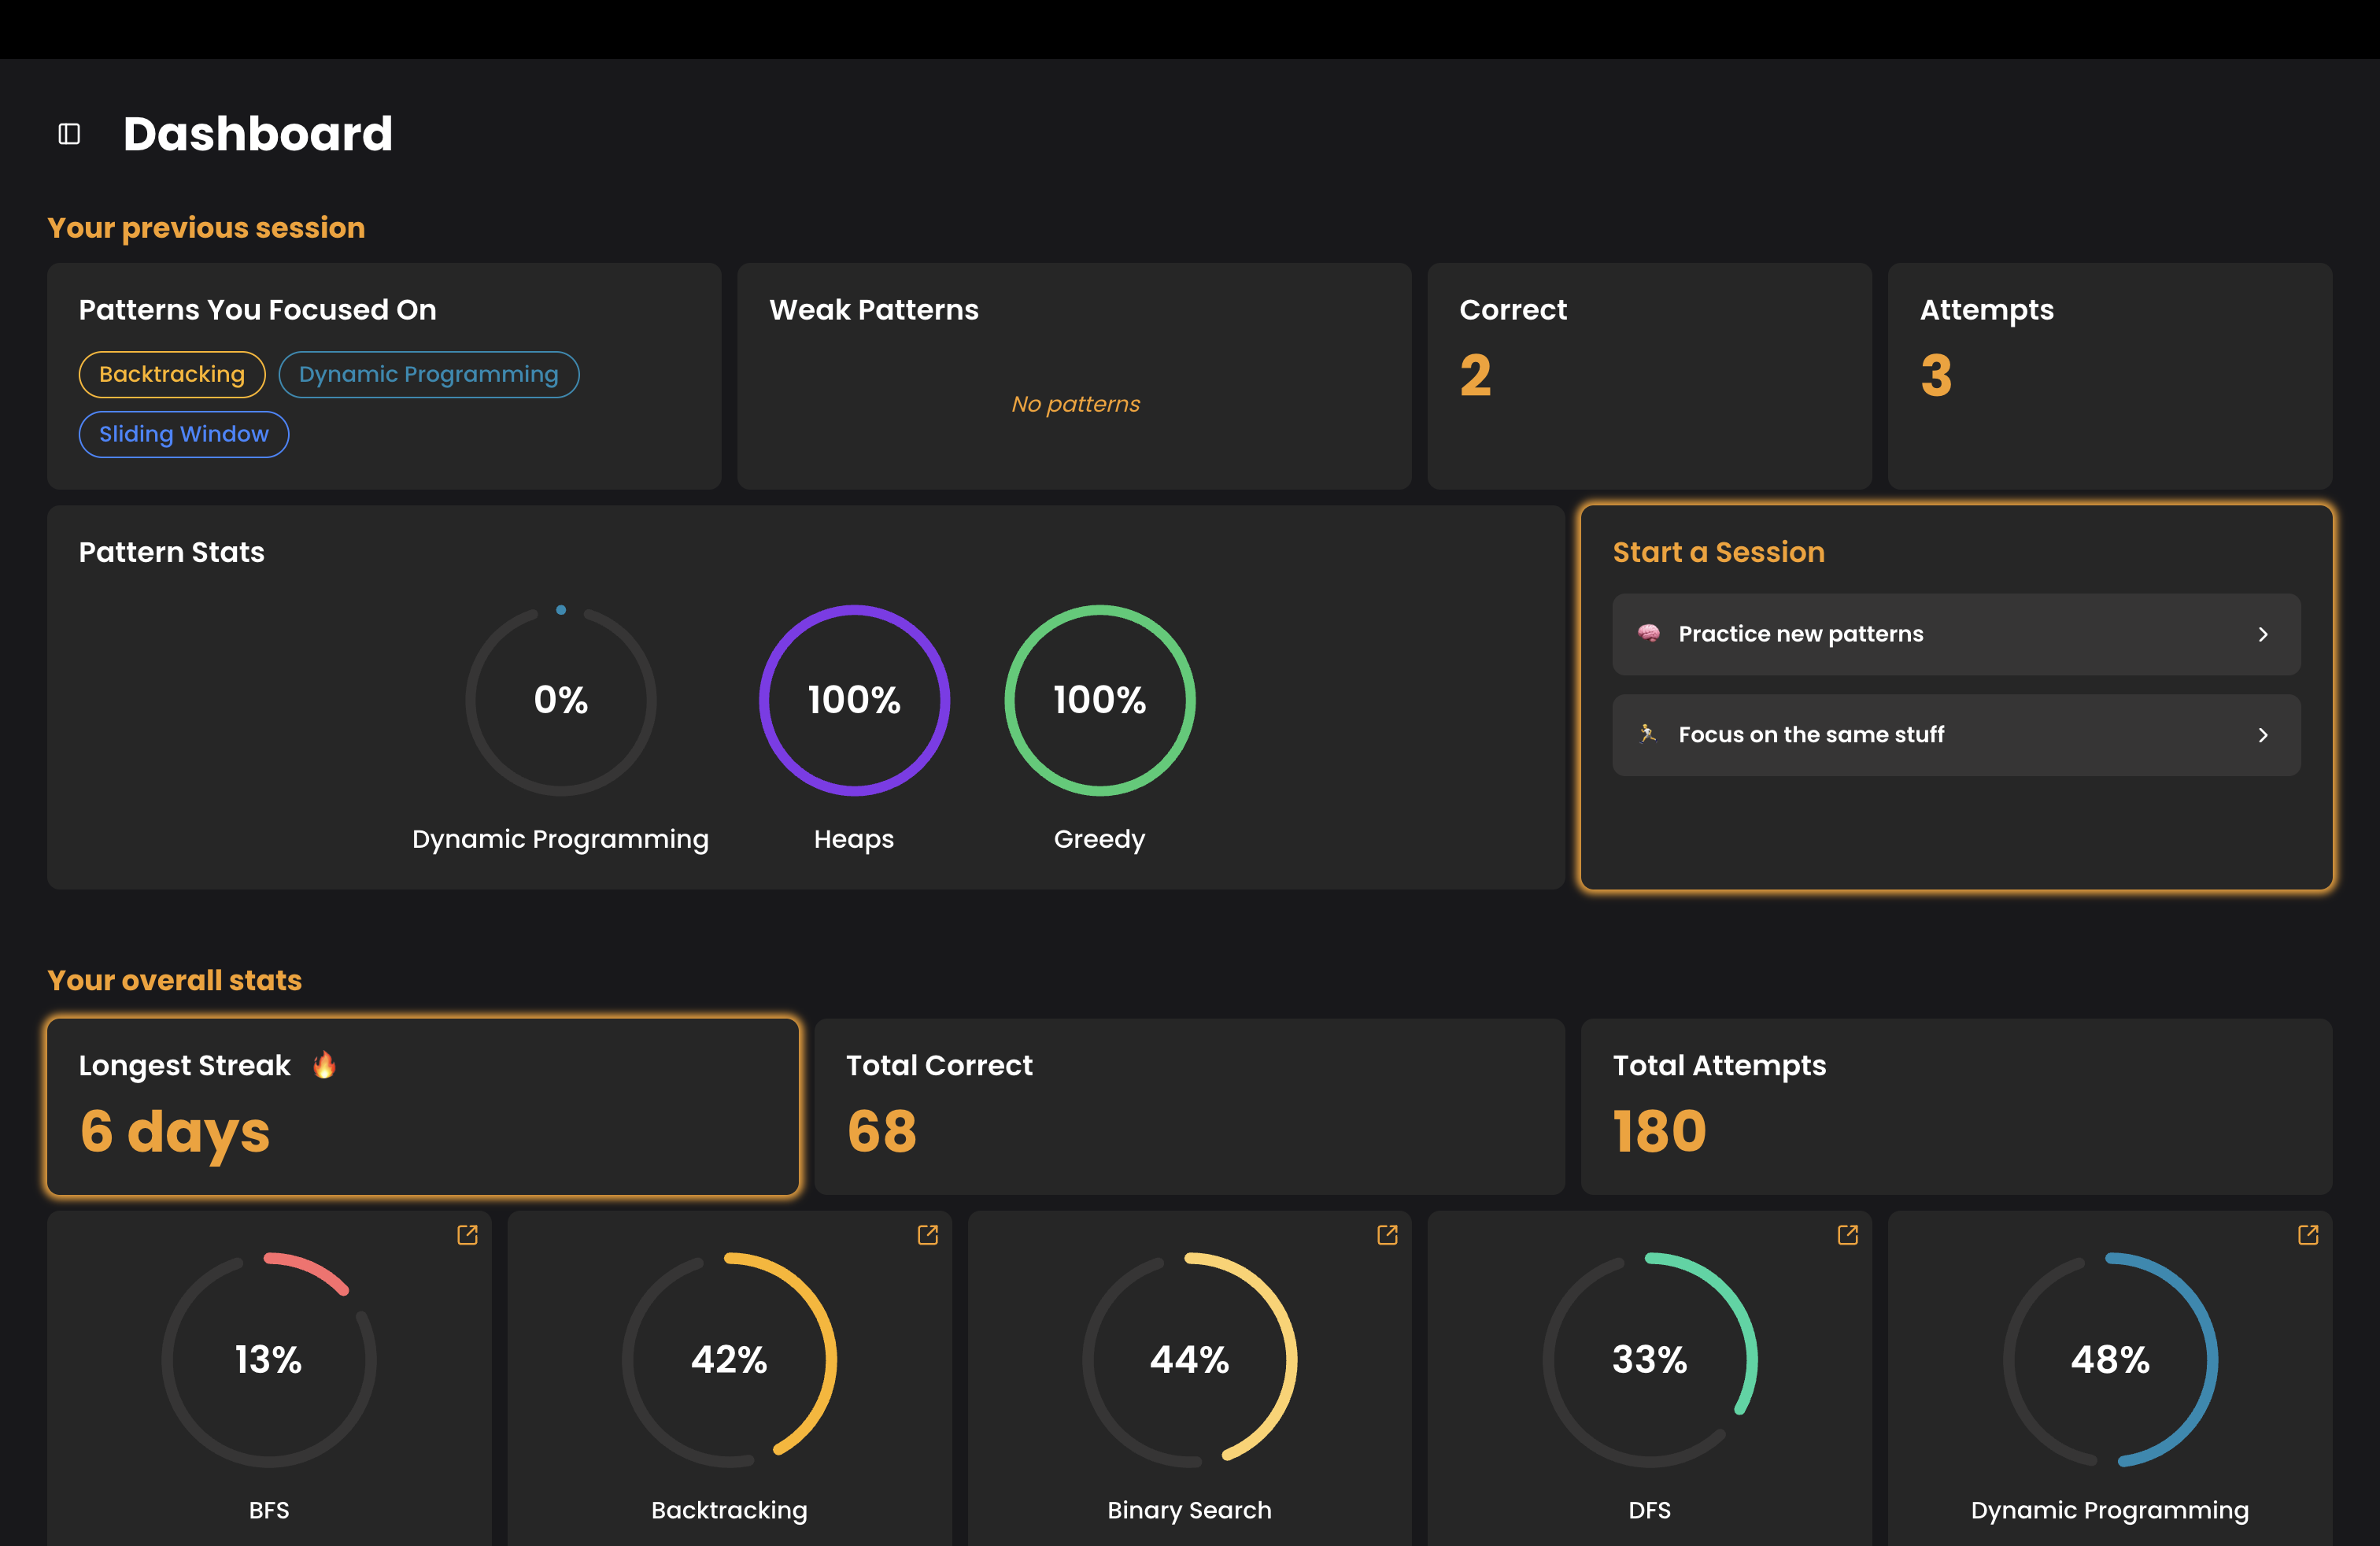 Dashboard
Your previous session
Patterns You Focused On
Backtracking
Dynamic Programming
Sliding Window
Weak Patterns
No patterns
Correct
2
Attempts
3
Pattern Stats
0%
Dynamic Programming
100%
Heaps
100%
Greedy
Start a Session
Practice new patterns
Focus on the same stuff
Your overall stats
Longest Streak
6 days
Total Correct
68
Total Attempts
180
13%
BFS
42%
Backtracking
44%
Binary Search
33%
DFS
48%
Dynamic Programming